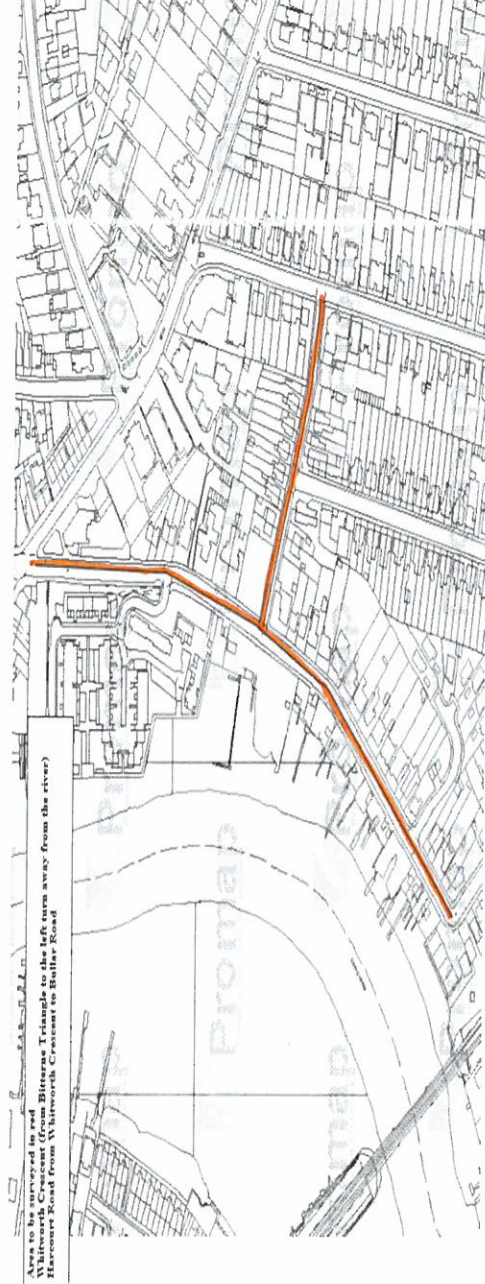 Area to be surveyed in red
Whitworth Crescent (from Bitterne Triangle to the left turn away from the river)
Harcourt Road from Whitworth Crescent to Bullar Road
Promap